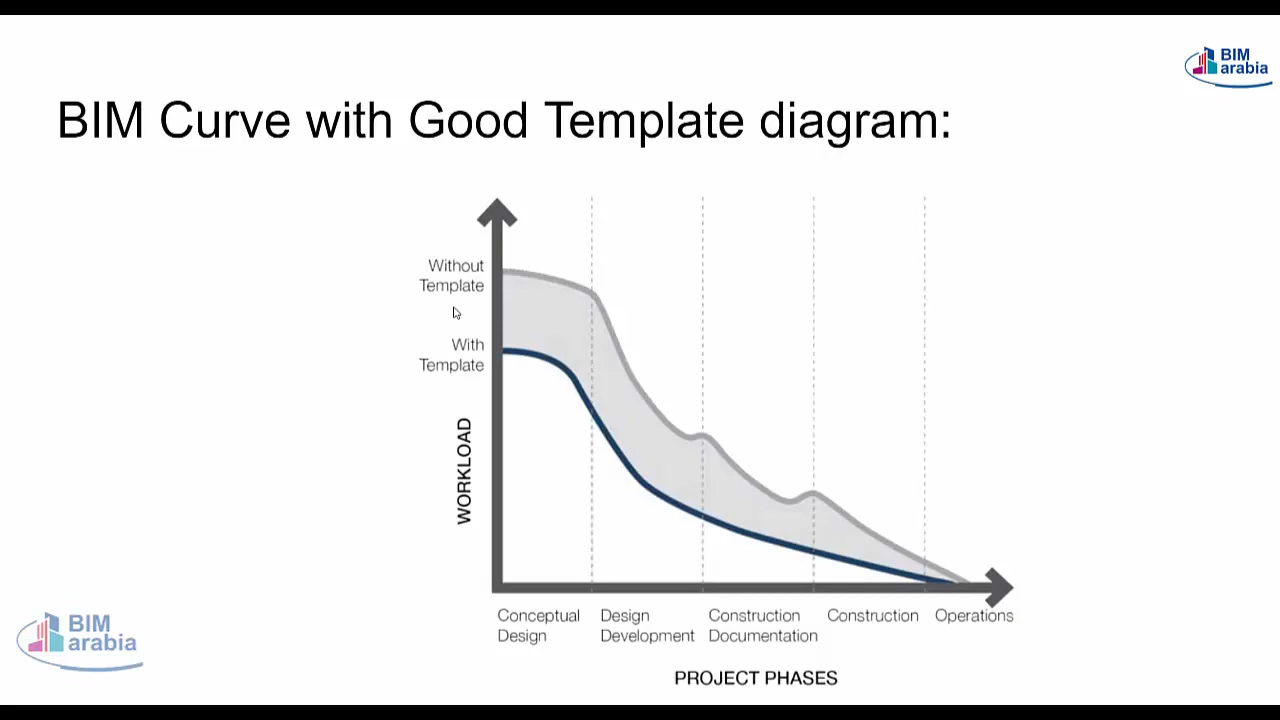 BIM
arabia
BIM Curve with Good Template diagram:
Without
Template
With
Template
WORKLOAD
Conceptual
Design
Design
Development
Construction
Documentation
Construction
Operations
PROJECT PHASES
BIM
arabia